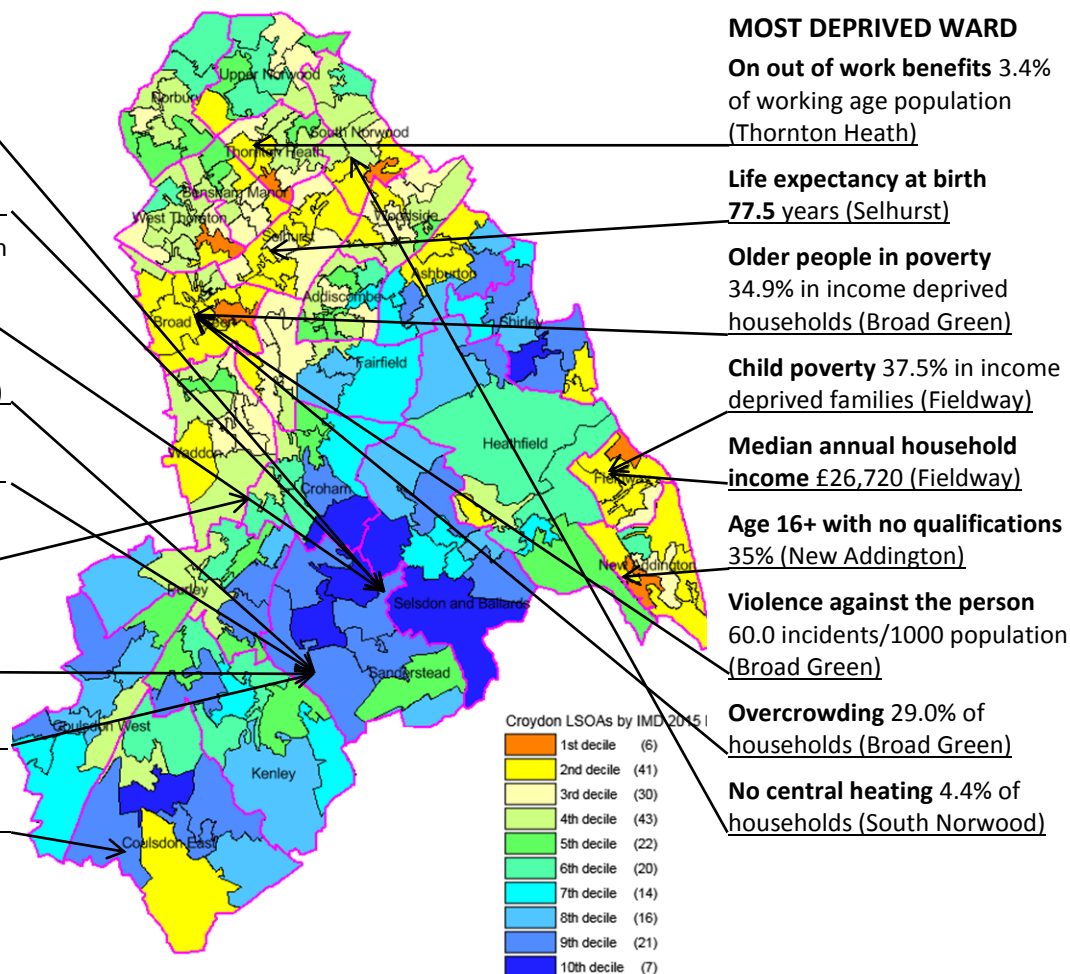 MOST DEPRIVED WARD
On out of work benefits 3.4%
of working age population
(Thornton Heath)
Life expectancy at birth
77.5 years (Selhurst)
Older people in poverty
34.9% in income deprived
households (Broad Green)
Child poverty 37.5% in income
deprived families (Fieldway)
Median annual household
income £26,720 (Fieldway)
Age 16+ with no qualifications
35% (New Addington)
Violence against the person
60.0 incidents/1000 population
(Broad Green)
Overcrowding 29.0% of
households (Broad Green)
No central heating 4.4% of
households (South Norwood)
Upper Norwood
Norbury
South Norwood
Thornton Heath
Bensham Manor
West Thornton
Woodside
Selhurst
Ashburton
Addiscombe
Broad Green
Shirley
Fairfield
Heathfield
Waddon
Fieldway
Croham
New Addington
Purley
Selsdon and Ballards
Sanderstead
Coulsdon West
Kenley
Coulsdon East
Croydon LSOAs by IMD 2015
1st decile (6)
2nd decile (41)
3rd decile (30)
4th decile (43)
5th decile (22)
6th decile (20)
7th decile (14)
8th decile (16)
9th decile (21)
10th decile (7)